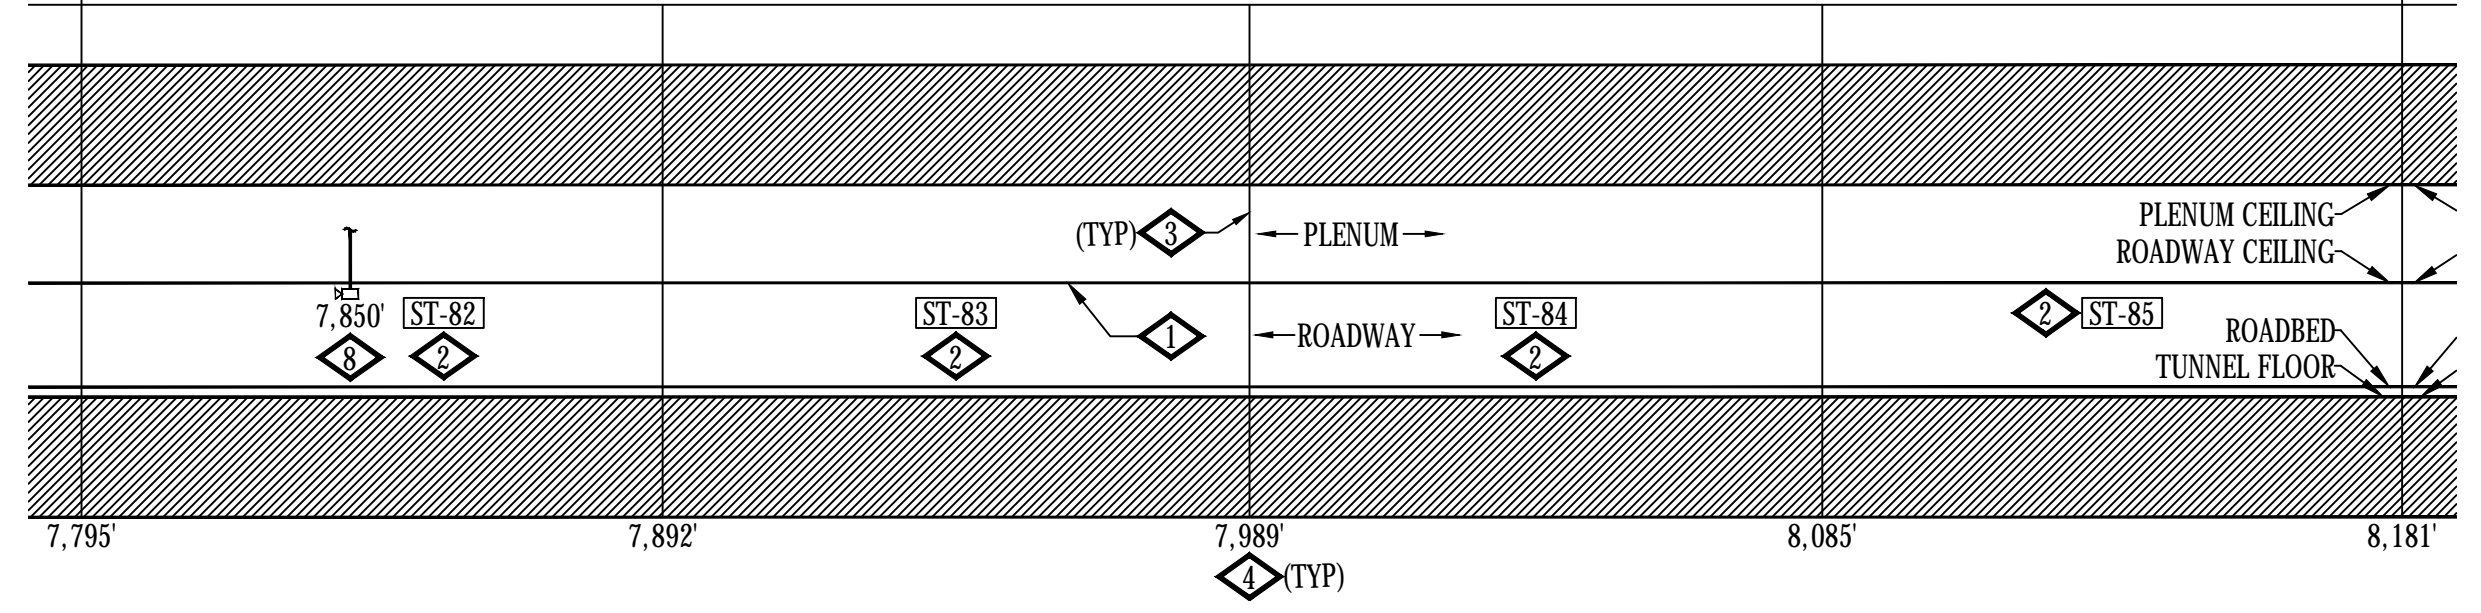 PLENUM CEILING
(TYP) 3 PLENUM
ROADWAY CEILING
7,850' ST-82 ST-83 ST-84 2 ST-85
1 ROADWAY ROADBED
8 2 2 2
TUNNEL FLOOR
7,795' 7,892' 7,989' 8,085' 8,181'
4 (TYP)